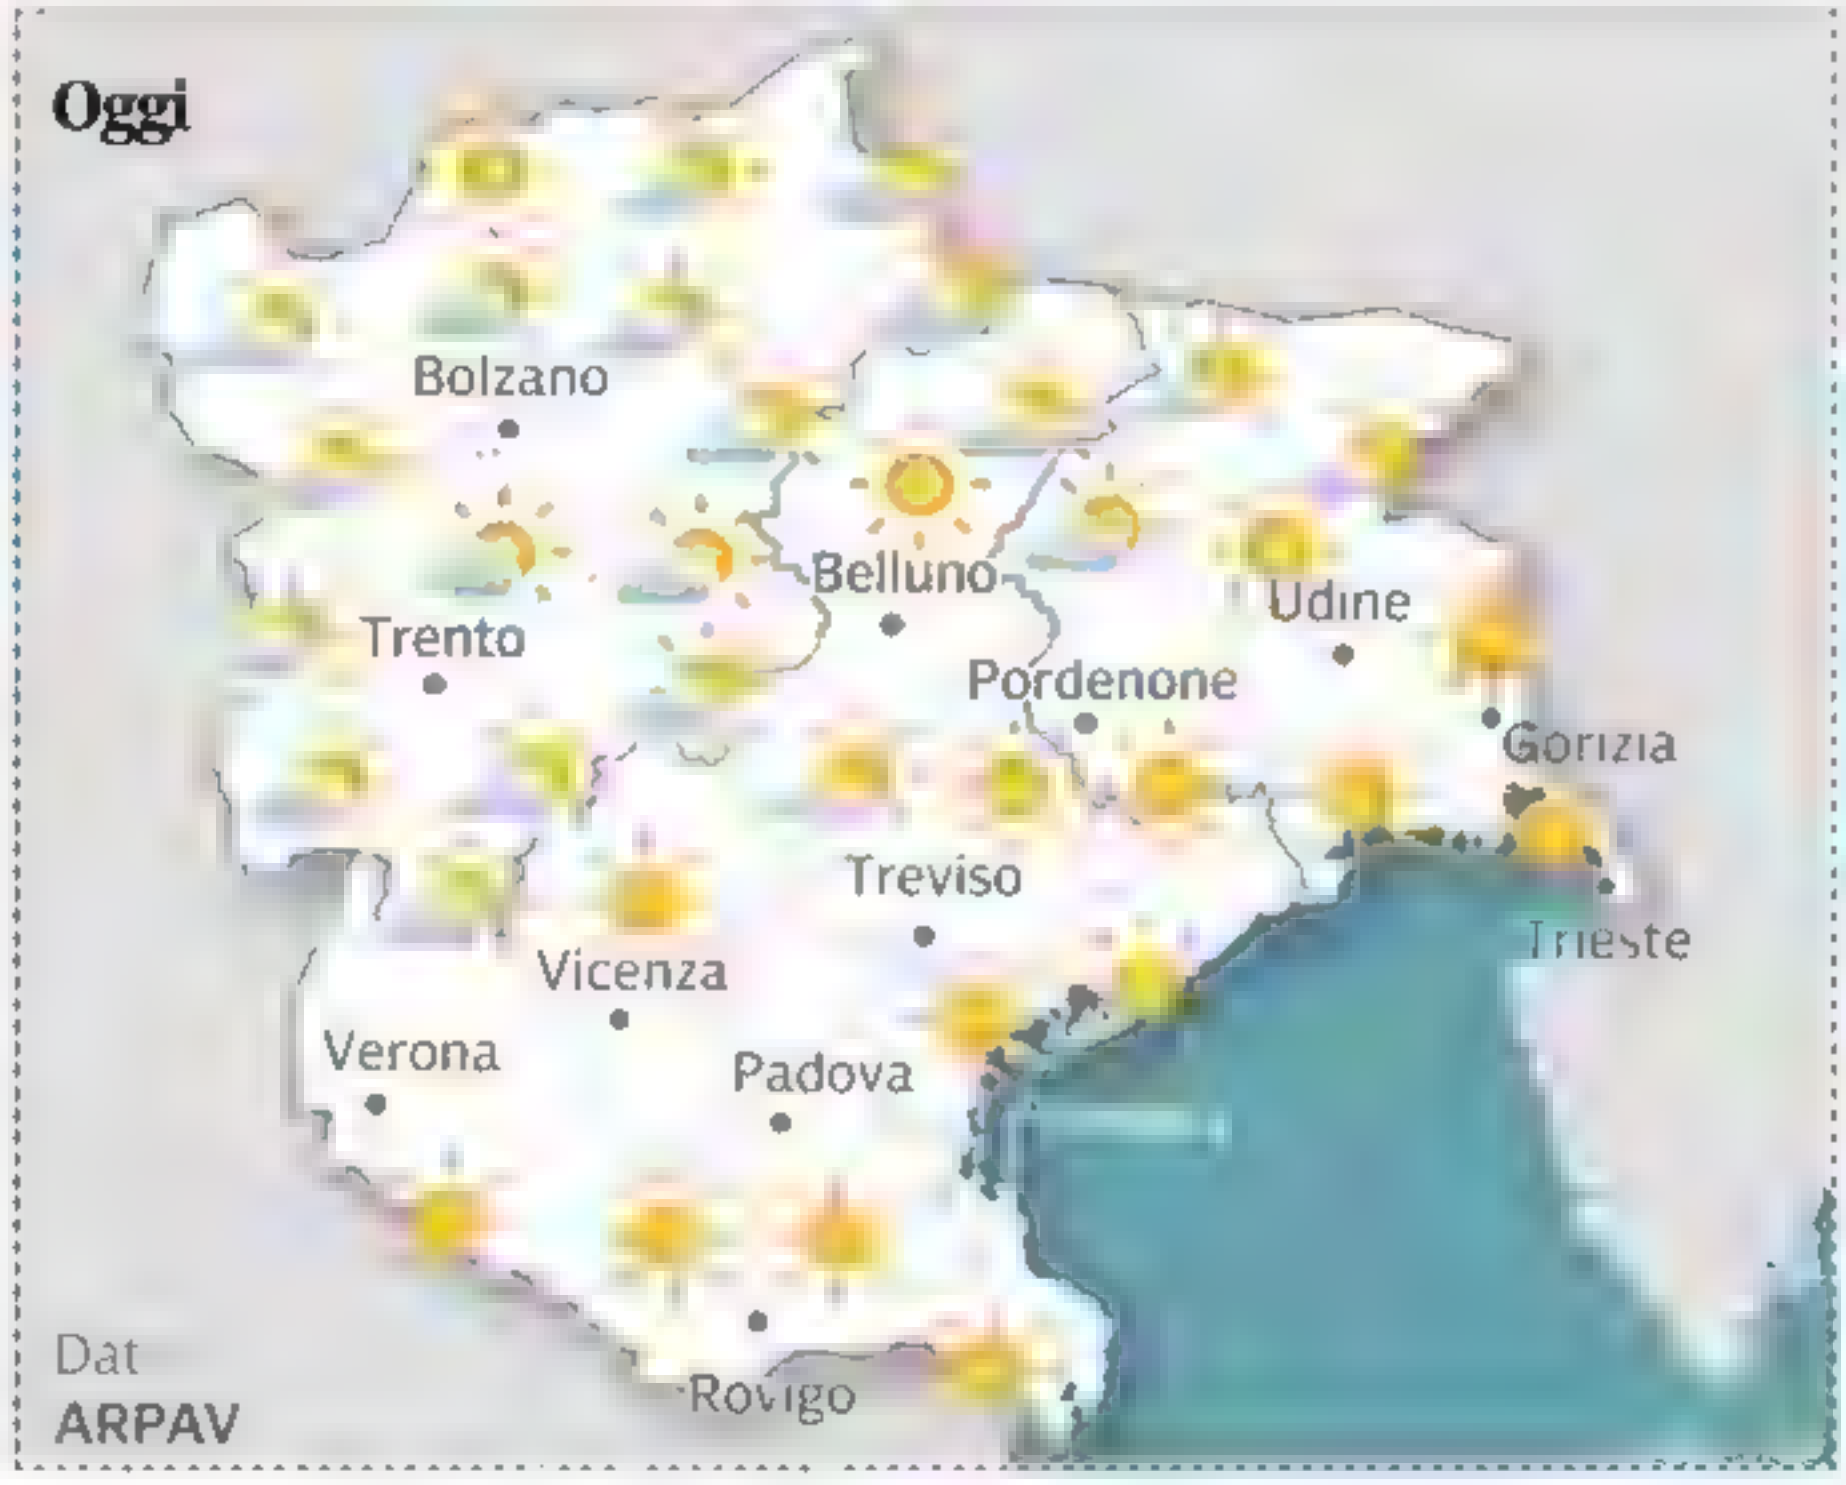 Oggi
Bolzano
Belluno
Udine
Trento
Pordenone
Gorizia
Treviso
Trieste
Vicenza
Verona
Padova
Rovigo
Dat
ARPAV